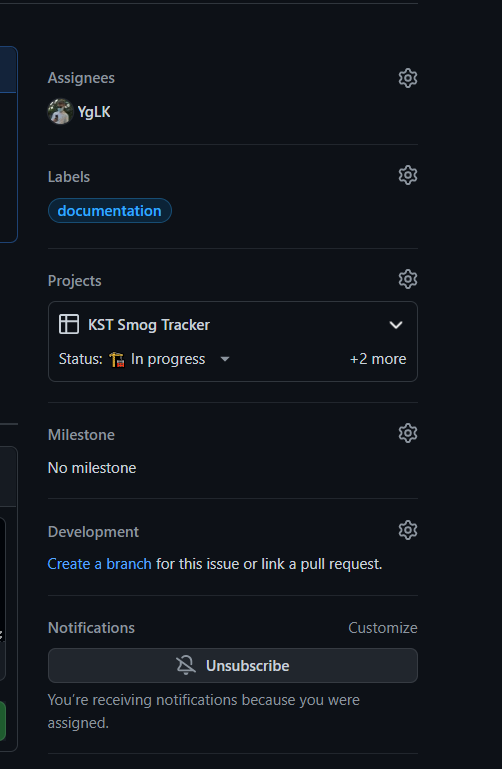 Assignees
YgLK
Labels
documentation
Projects
KST Smog Tracker
Status: 🏗 In progress +2 more
Milestone
No milestone
Development
Create a branch for this issue or link a pull request.
Notifications Customize
Unsubscribe
You're receiving notifications because you were
assigned.